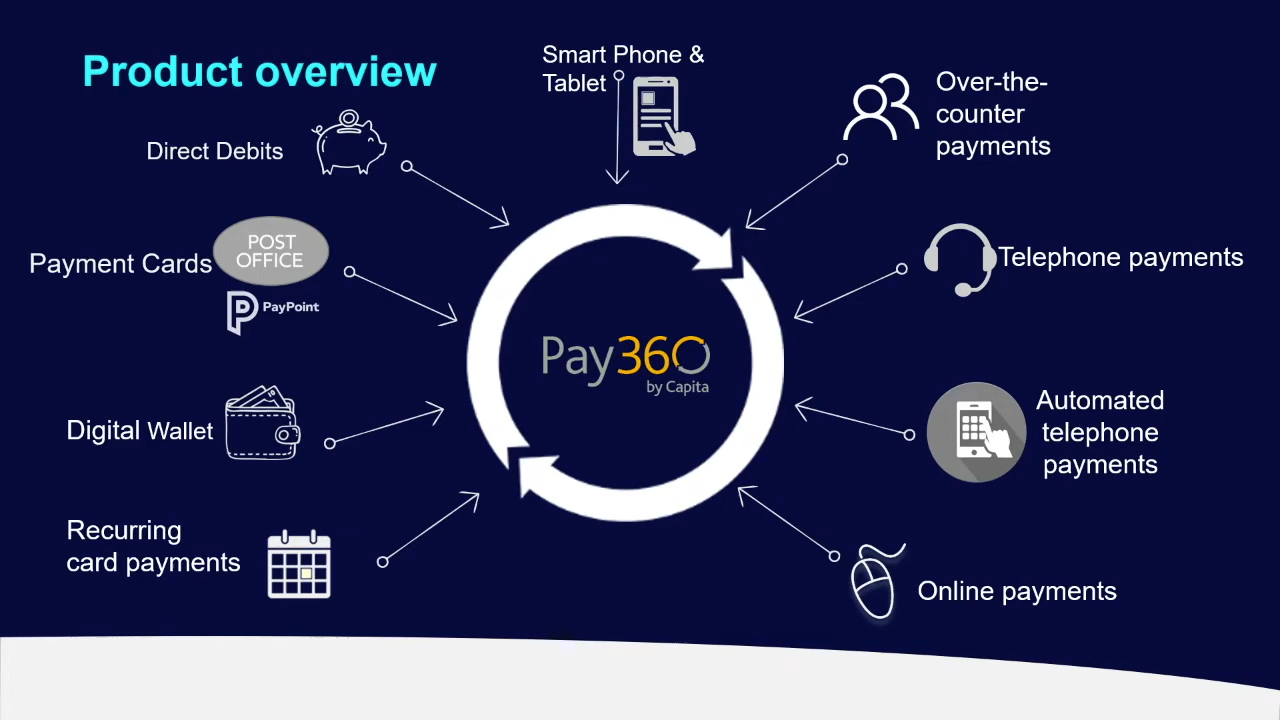 Product overview
Smart Phone &
Tablet
Over-the-
counter
payments
Direct Debits
POST
OFFICE
Payment Cards
PayPoint
Telephone payments
Pay360
by Capita
Digital Wallet
Automated
telephone
payments
Recurring
card payments
Online payments